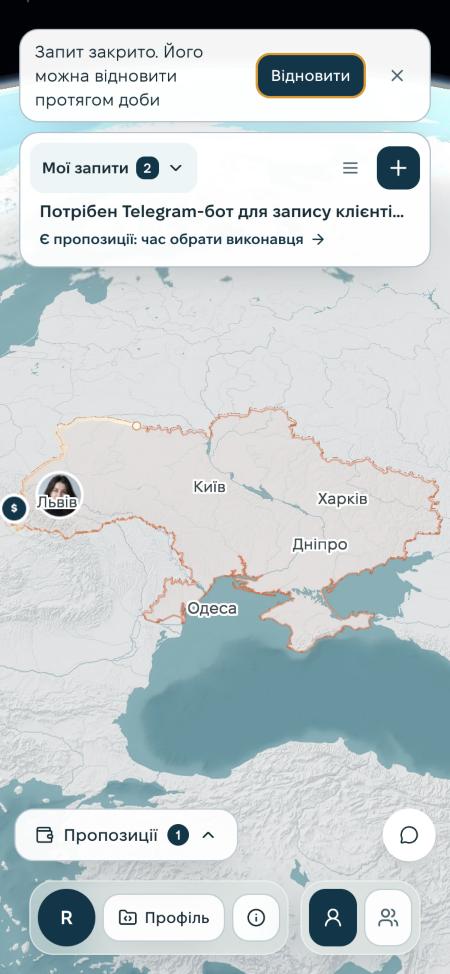 Запит закрито. Його
можна відновити
протягом доби
Відновити
Мої запити 2
Потрібен Telegram-бот для запису клієнті...
Є пропозиції: час обрати виконавця →
Київ
Харків
$
Львів
Дніпро
Одеса
Пропозиції 1
R
Профіль